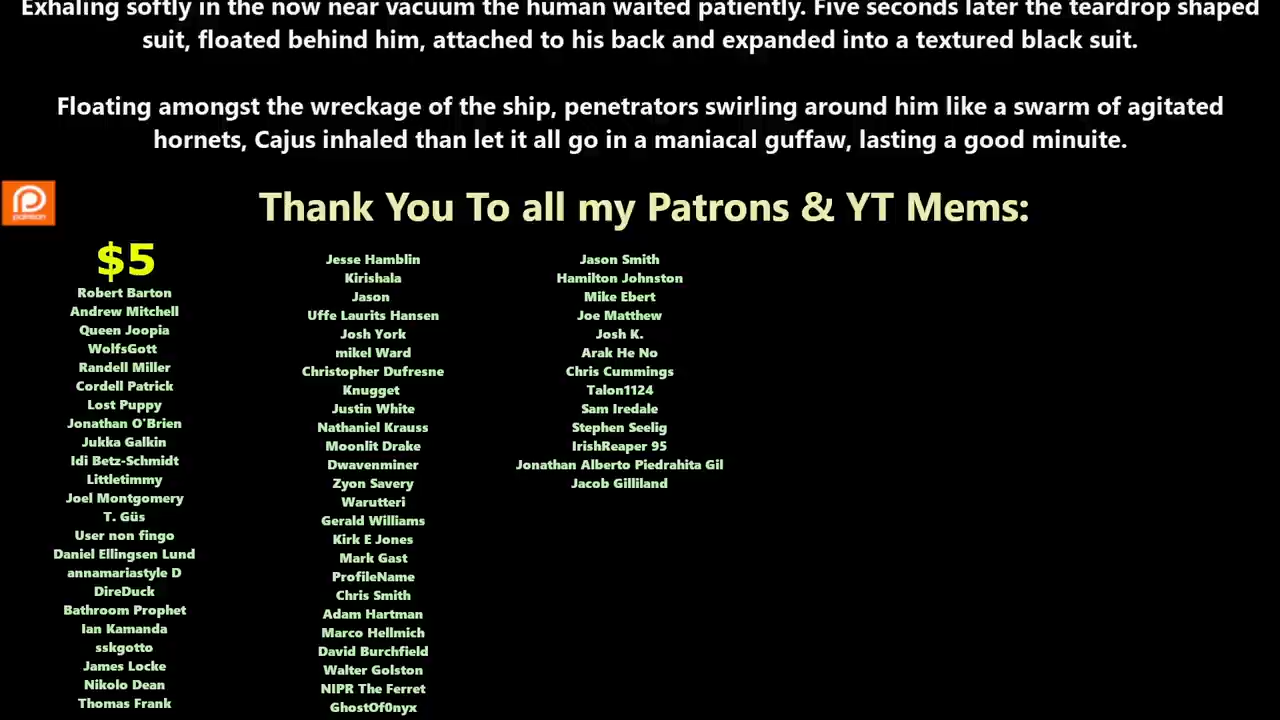 Exhaling softly in the now near vacuum the human waited patiently. Five seconds later the teardrop shaped
suit, floated behind him, attached to his back and expanded into a textured black suit.
Floating amongst the wreckage of the ship, penetrators swirling around him like a swarm of agitated
hornets, Cajus inhaled than let it all go in a maniacal guffaw, lasting a good minuite.
patreon
Thank You To all my Patrons & YT Mems:
$5
Robert Barton
Andrew Mitchell
Queen Joopia
WolfsGott
Randell Miller
Cordell Patrick
Lost Puppy
Jonathan O'Brien
Jukka Galkin
Idi Betz-Schmidt
Littletimmy
Joel Montgomery
T. Güs
User non fingo
Daniel Ellingsen Lund
annamariastyle D
DireDuck
Bathroom Prophet
Ian Kamanda
sskgotto
James Locke
Nikolo Dean
Thomas Frank
Jesse Hamblin
Kirishala
Jason
Uffe Laurits Hansen
Josh York
mikel Ward
Christopher Dufresne
Knugget
Justin White
Nathaniel Krauss
Moonlit Drake
Dwavenminer
Zyon Savery
Warutteri
Gerald Williams
Kirk E Jones
Mark Gast
ProfileName
Chris Smith
Adam Hartman
Marco Hellmich
David Burchfield
Walter Golston
NIPR The Ferret
GhostOf0nyx
Jason Smith
Hamilton Johnston
Mike Ebert
Joe Matthew
Josh K.
Arak He No
Chris Cummings
Talon1124
Sam Iredale
Stephen Seelig
IrishReaper 95
Jonathan Alberto Piedrahita Gil
Jacob Gilliland